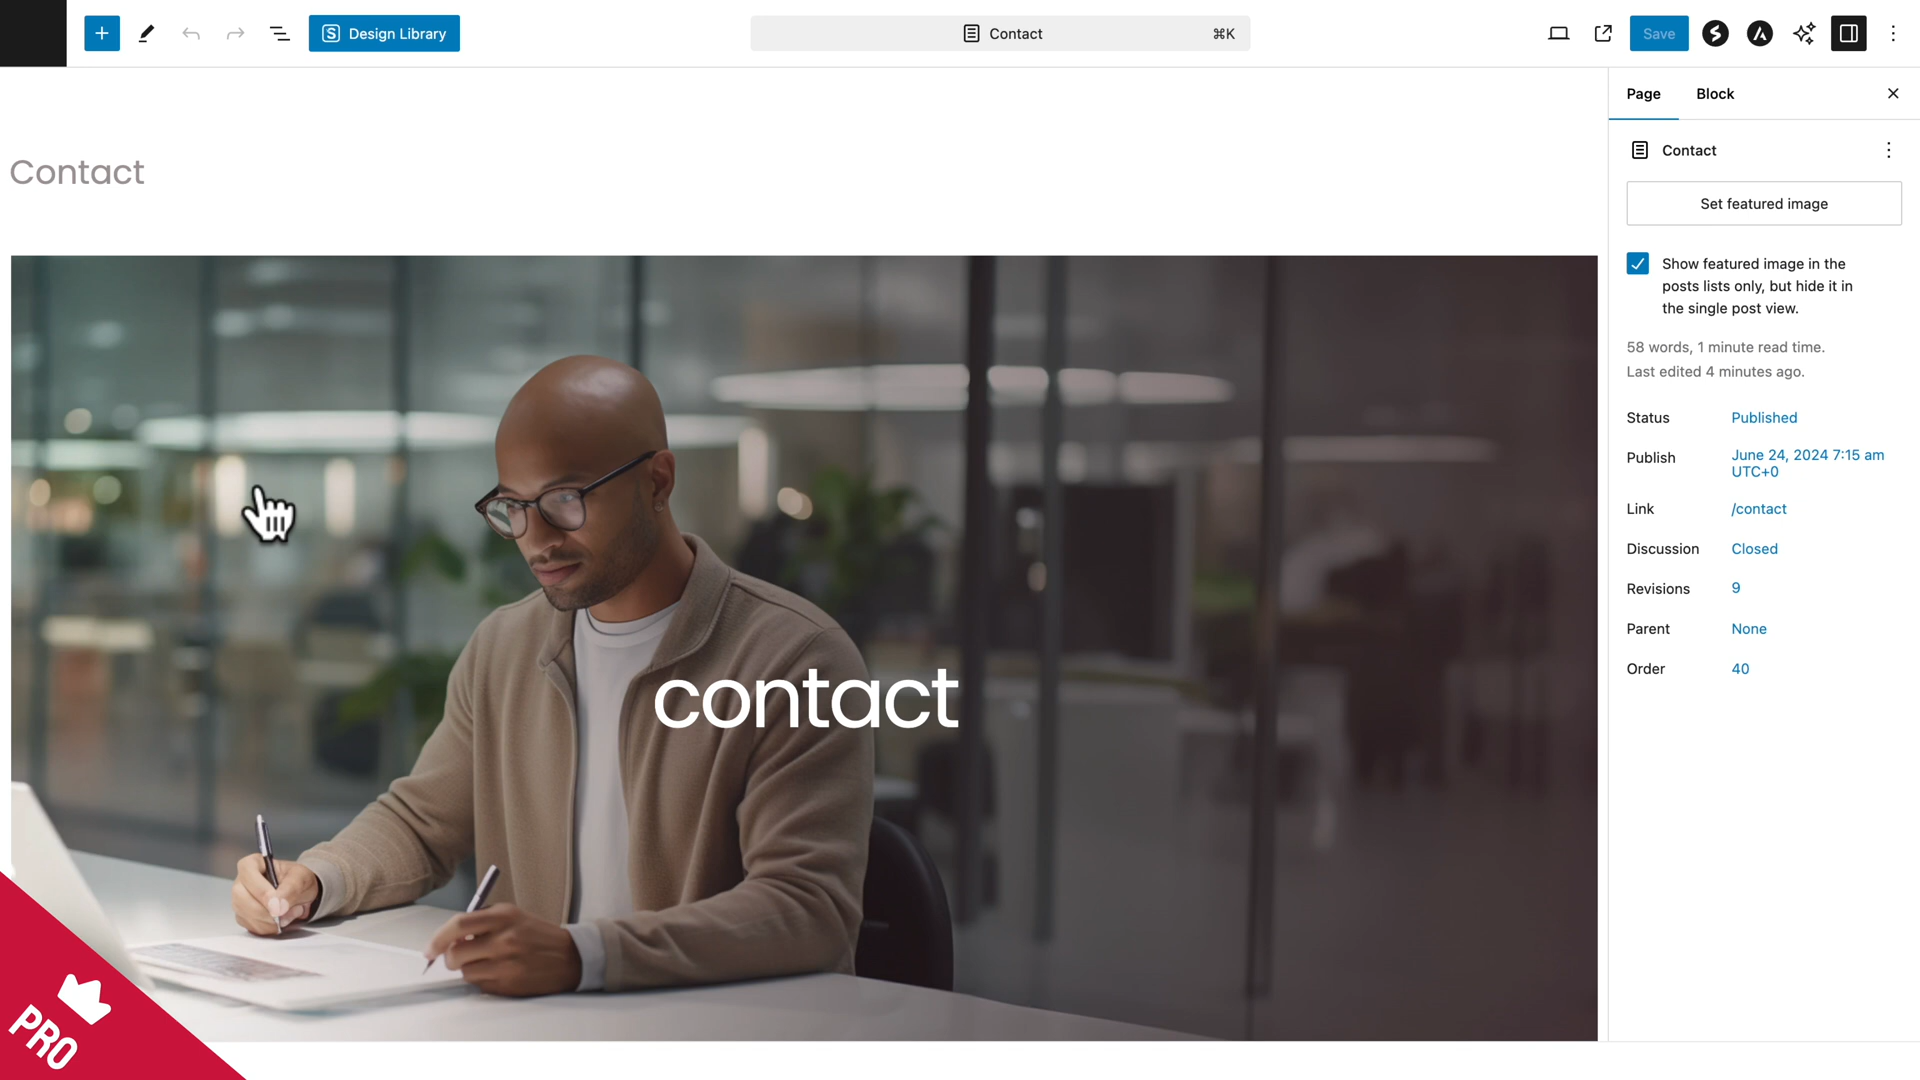 Design Library
Contact
⌘K
Save
Page
Block
Contact
Contact
Set featured image
Show featured image in the
posts lists only, but hide it in
the single post view.
58 words, 1 minute read time.
Last edited 4 minutes ago.
Status
Published
Publish
June 24, 2024 7:15 am
UTC+0
Link
/contact
Discussion
Closed
Revisions
9
Parent
None
Order
40
contact
PRO